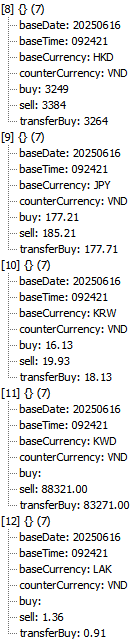 [8] {} (7)
baseDate: 20250616
baseTime: 092421
baseCurrency: HKD
counterCurrency: VND
buy: 3249
sell: 3384
transferBuy: 3264
[9] {} (7)
baseDate: 20250616
baseTime: 092421
baseCurrency: JPY
counterCurrency: VND
buy: 177.21
sell: 185.21
transferBuy: 177.71
[10] {} (7)
baseDate: 20250616
baseTime: 092421
baseCurrency: KRW
counterCurrency: VND
buy: 16.13
sell: 19.93
transferBuy: 18.13
[11] {} (7)
baseDate: 20250616
baseTime: 092421
baseCurrency: KWD
counterCurrency: VND
buy:
sell: 88321.00
transferBuy: 83271.00
[12] {} (7)
baseDate: 20250616
baseTime: 092421
baseCurrency: LAK
counterCurrency: VND
buy:
sell: 1.36
transferBuy: 0.91